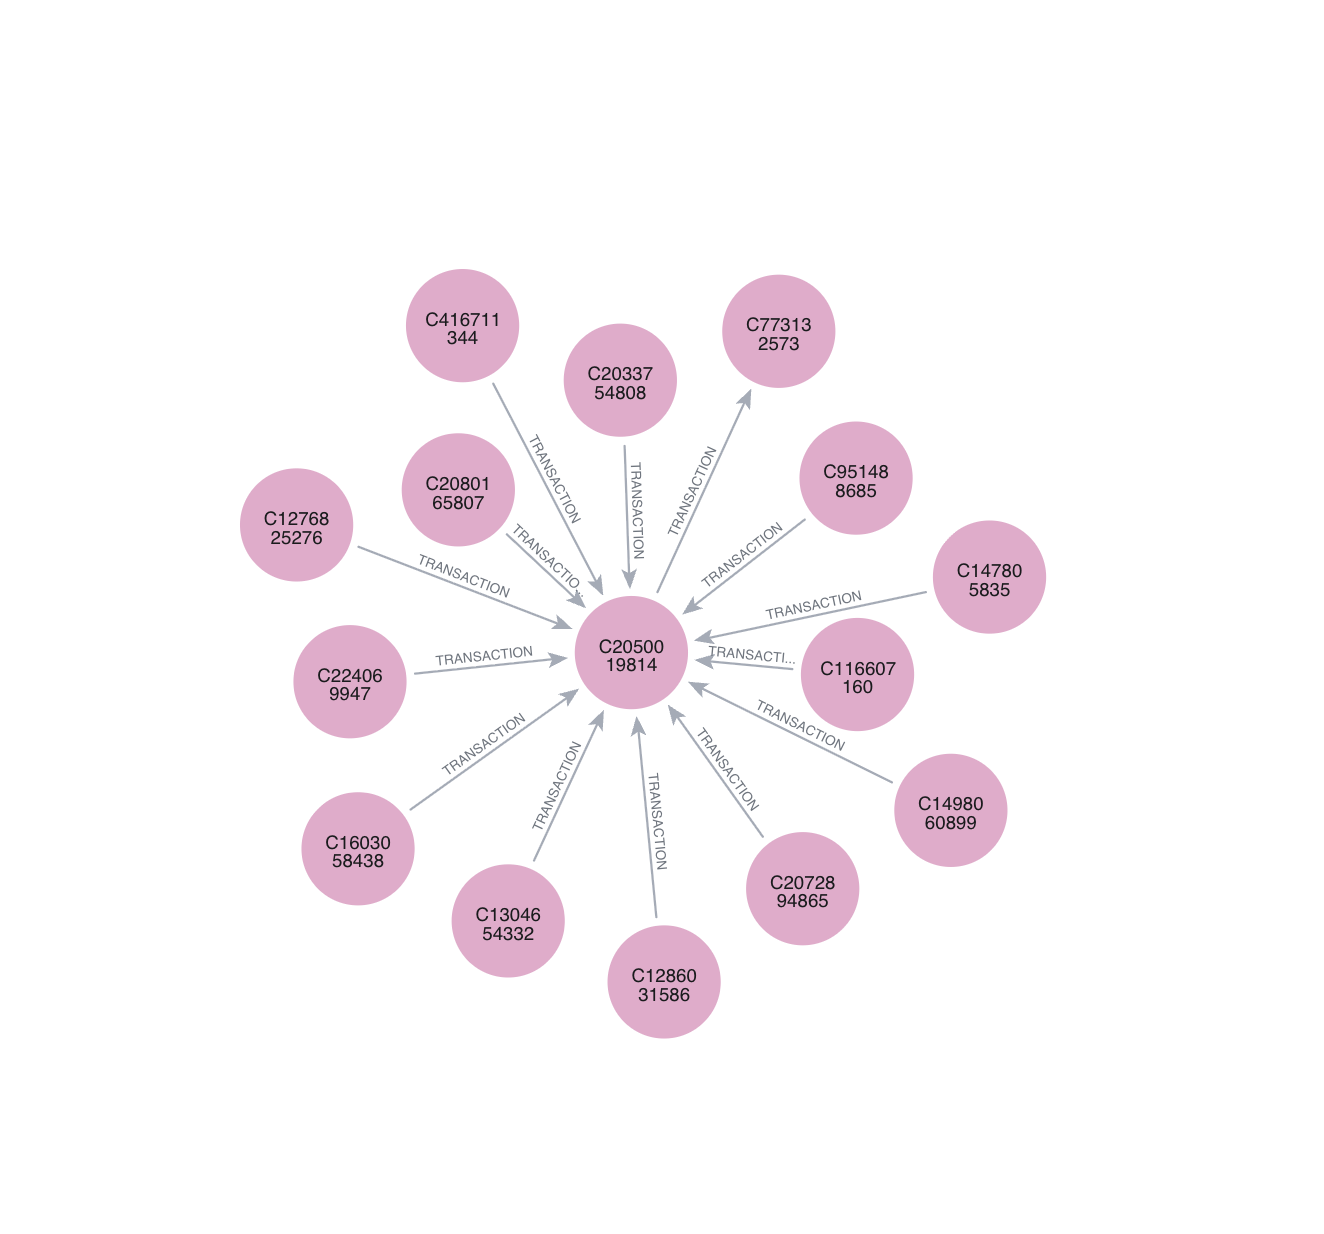 C416711
344
C77313
2573
C20337
54808
TRANSACTION
C95148
8685
C20801
65807
TRANSACTION
TRANSACTION
C12768
25276
TRANSACTIO...
TRANSACTION
C14780
5835
TRANSACTION
TRANSACTION
C20500
19814
TRANSACTION
TRANSACTI...
C116607
160
C22406
9947
TRANSACTION
TRANSACTION
TRANSACTION
TRANSACTION
TRANSACTION
C14980
60899
C16030
58438
C20728
94865
C13046
54332
C12860
31586